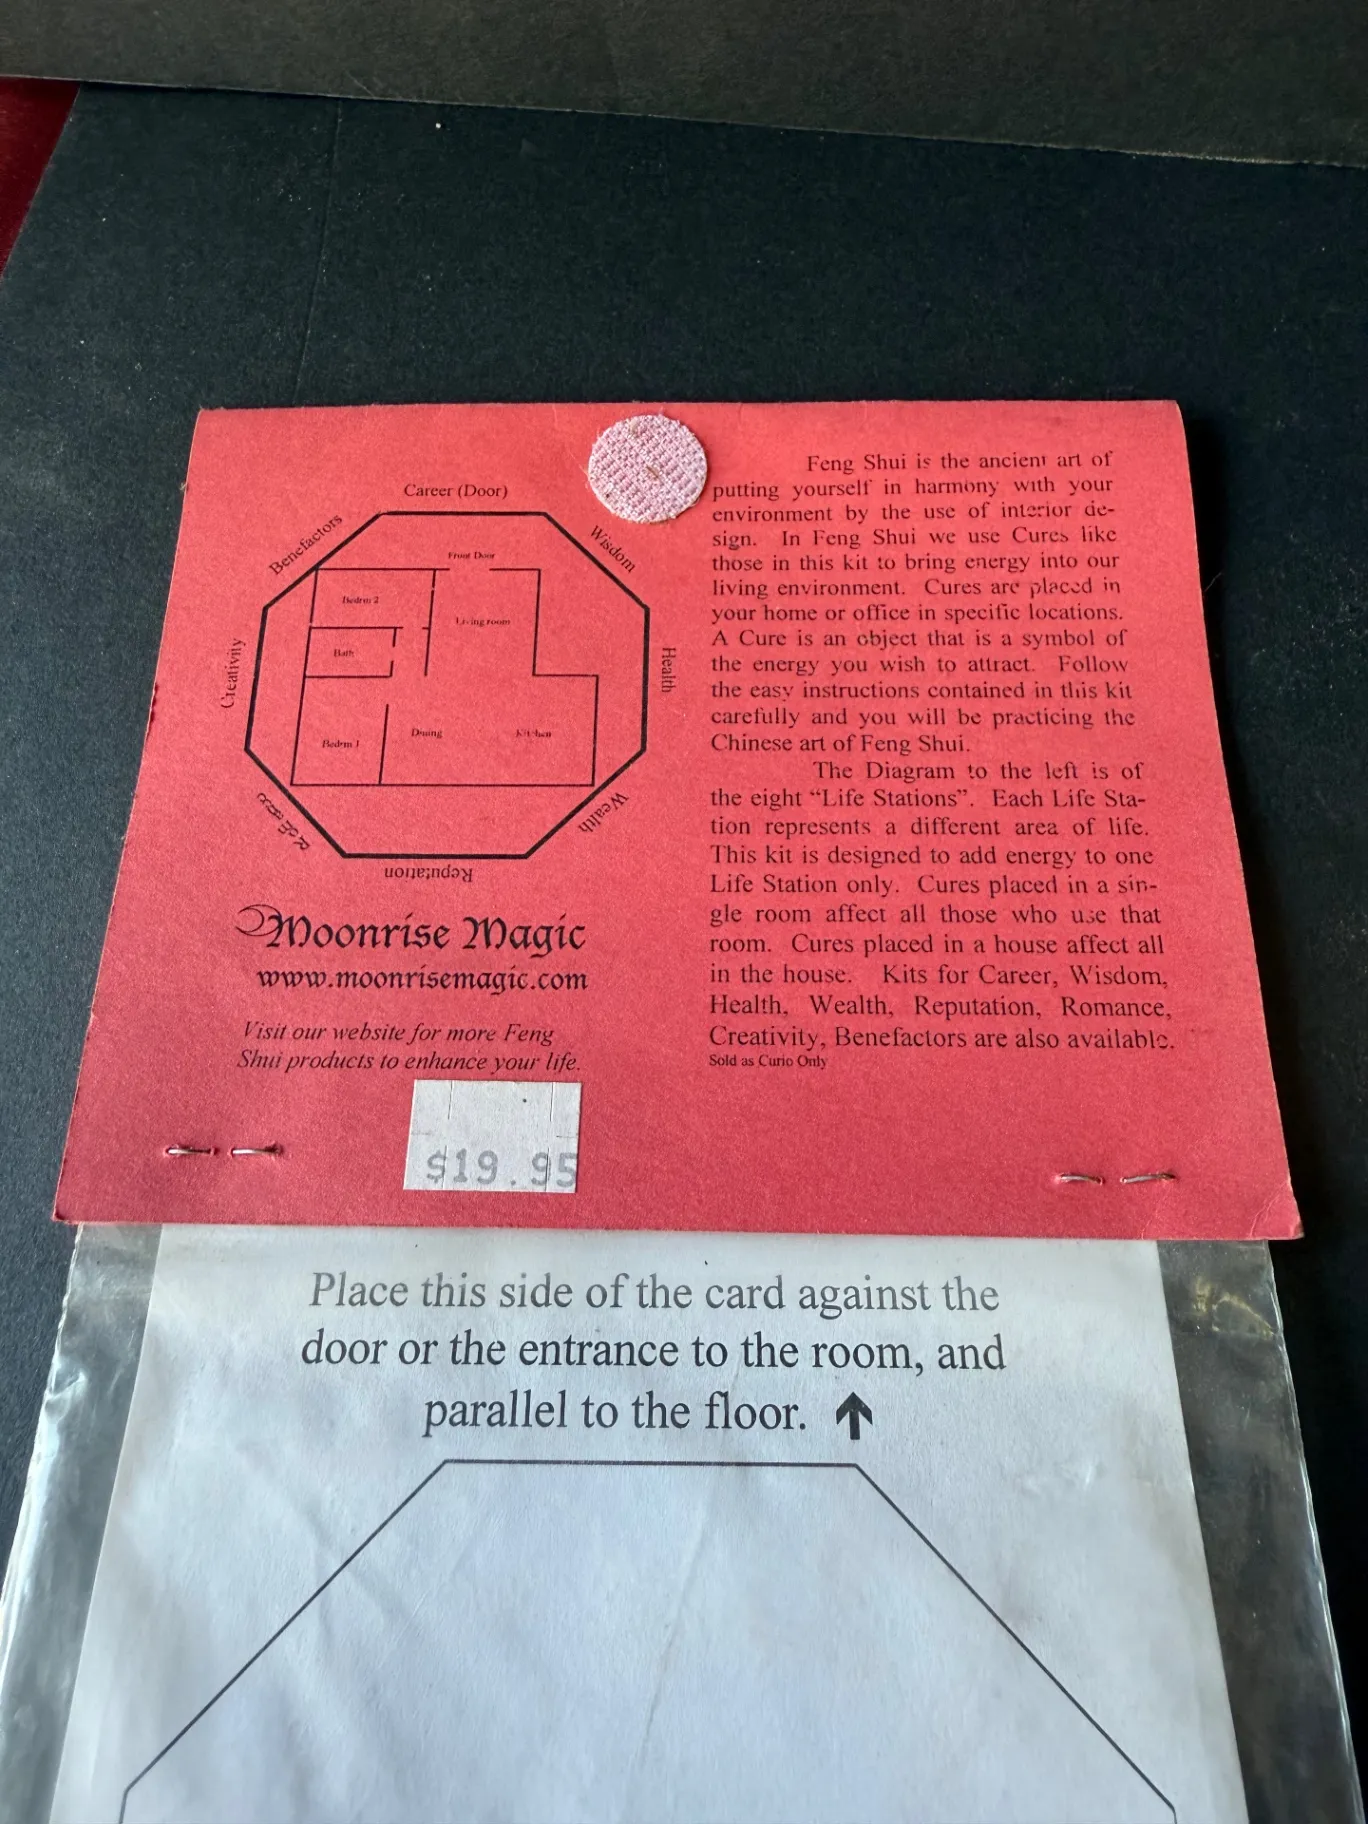 Career (Door)
Benefactors
Wisdom
Front Door
Bedrm 2
Living room
Bath
Creativity
Health
Bedrm 1
Dining
Kitchen
Wealth
Reputation
Moonrise Magic
www.moonrisemagic.com
Visit our website for more Feng
Shui products to enhance your life.
$19.95
Feng Shui is the ancient art of
putting yourself in harmony with your
environment by the use of interior de-
sign. In Feng Shui we use Cures like
those in this kit to bring energy into our
living environment. Cures are placed in
your home or office in specific locations.
A Cure is an object that is a symbol of
the energy you wish to attract. Follow
the easy instructions contained in this kit
carefully and you will be practicing the
Chinese art of Feng Shui.
The Diagram to the left is of
the eight “Life Stations”. Each Life Sta-
tion represents a different area of life.
This kit is designed to add energy to one
Life Station only. Cures placed in a sin-
gle room affect all those who use that
room. Cures placed in a house affect all
in the house. Kits for Career, Wisdom,
Health, Wealth, Reputation, Romance,
Creativity, Benefactors are also available.
Sold as Curio Only
Place this side of the card against the
door or the entrance to the room, and
parallel to the floor. ↑